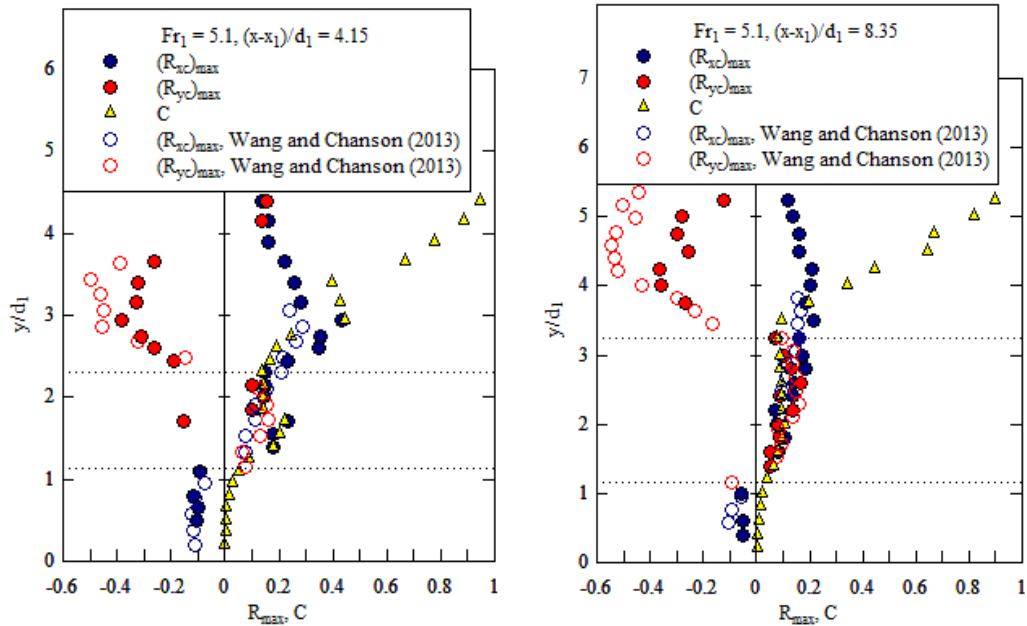 Fr₁ = 5.1, (x-x₁)/d₁ = 4.15
(Rxc)max
(Ryc)max
C
(Rxc)max, Wang and Chanson (2013)
(Ryc)max, Wang and Chanson (2013)
y/d₁
6
5
4
3
2
1
0
-0.6
-0.4
-0.2
0
0.2
0.4
0.6
0.8
1
Rmax, C
Fr₁ = 5.1, (x-x₁)/d₁ = 8.35
(Rxc)max
(Ryc)max
C
(Rxc)max, Wang and Chanson (2013)
(Ryc)max, Wang and Chanson (2013)
y/d₁
7
6
5
4
3
2
1
0
-0.6
-0.4
-0.2
0
0.2
0.4
0.6
0.8
1
Rmax, C